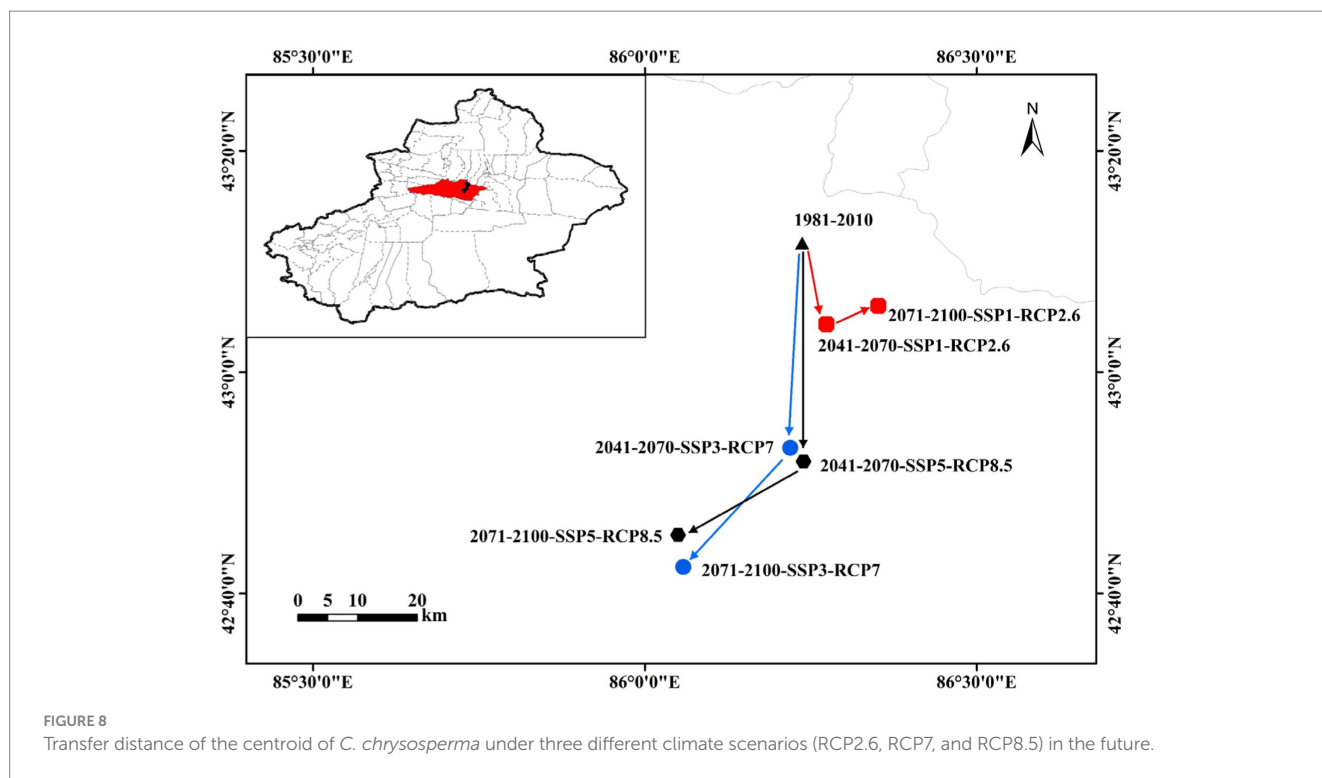 85°30'0"E 86°0'0"E 86°30'0"E
N
43°20'0"N 43°20'0"N
1981-2010
2071-2100-SSP1-RCP2.6
2041-2070-SSP1-RCP2.6
43°0'0"N 43°0'0"N
2041-2070-SSP3-RCP7
2041-2070-SSP5-RCP8.5
2071-2100-SSP5-RCP8.5
2071-2100-SSP3-RCP7
42°40'0"N 42°40'0"N
0 5 10 20
km
85°30'0"E 86°0'0"E 86°30'0"E
FIGURE 8
Transfer distance of the centroid of C. chrysosperma under three different climate scenarios (RCP2.6, RCP7, and RCP8.5) in the future.